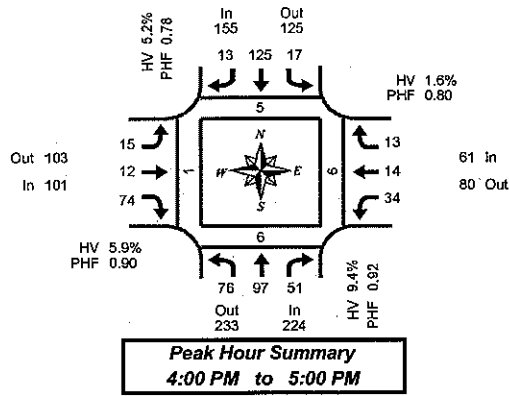 In Out
155 125
HV 5.2%
PHF 0.78
13 125 17
HV 1.6%
PHF 0.80
5
15
12
74
Out 103
In 101
1
N
W E
S
6
13
14
34
61 In
80 Out
HV 5.9%
PHF 0.90
6
76 97 51
Out In
233 224
HV 9.4%
PHF 0.92
Peak Hour Summary
4:00 PM to 5:00 PM